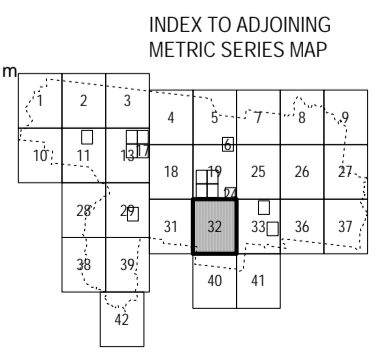 INDEX TO ADJOINING
METRIC SERIES MAP
m
1 2 3
4 5 7 8 9
6
10 11 13 17
18 19 25 26 27
24
28 29
31 32 33 36 37
38 39
40 41
42